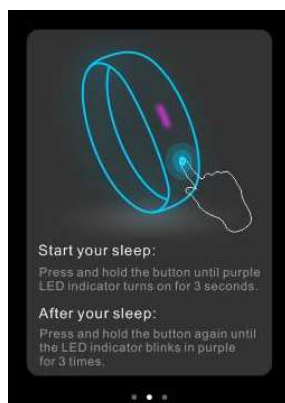 Start your sleep:
Press and hold the button until purple
LED indicator turns on for 3 seconds.
After your sleep:
Press and hold the button again until
the LED indicator blinks in purple
for 3 times.